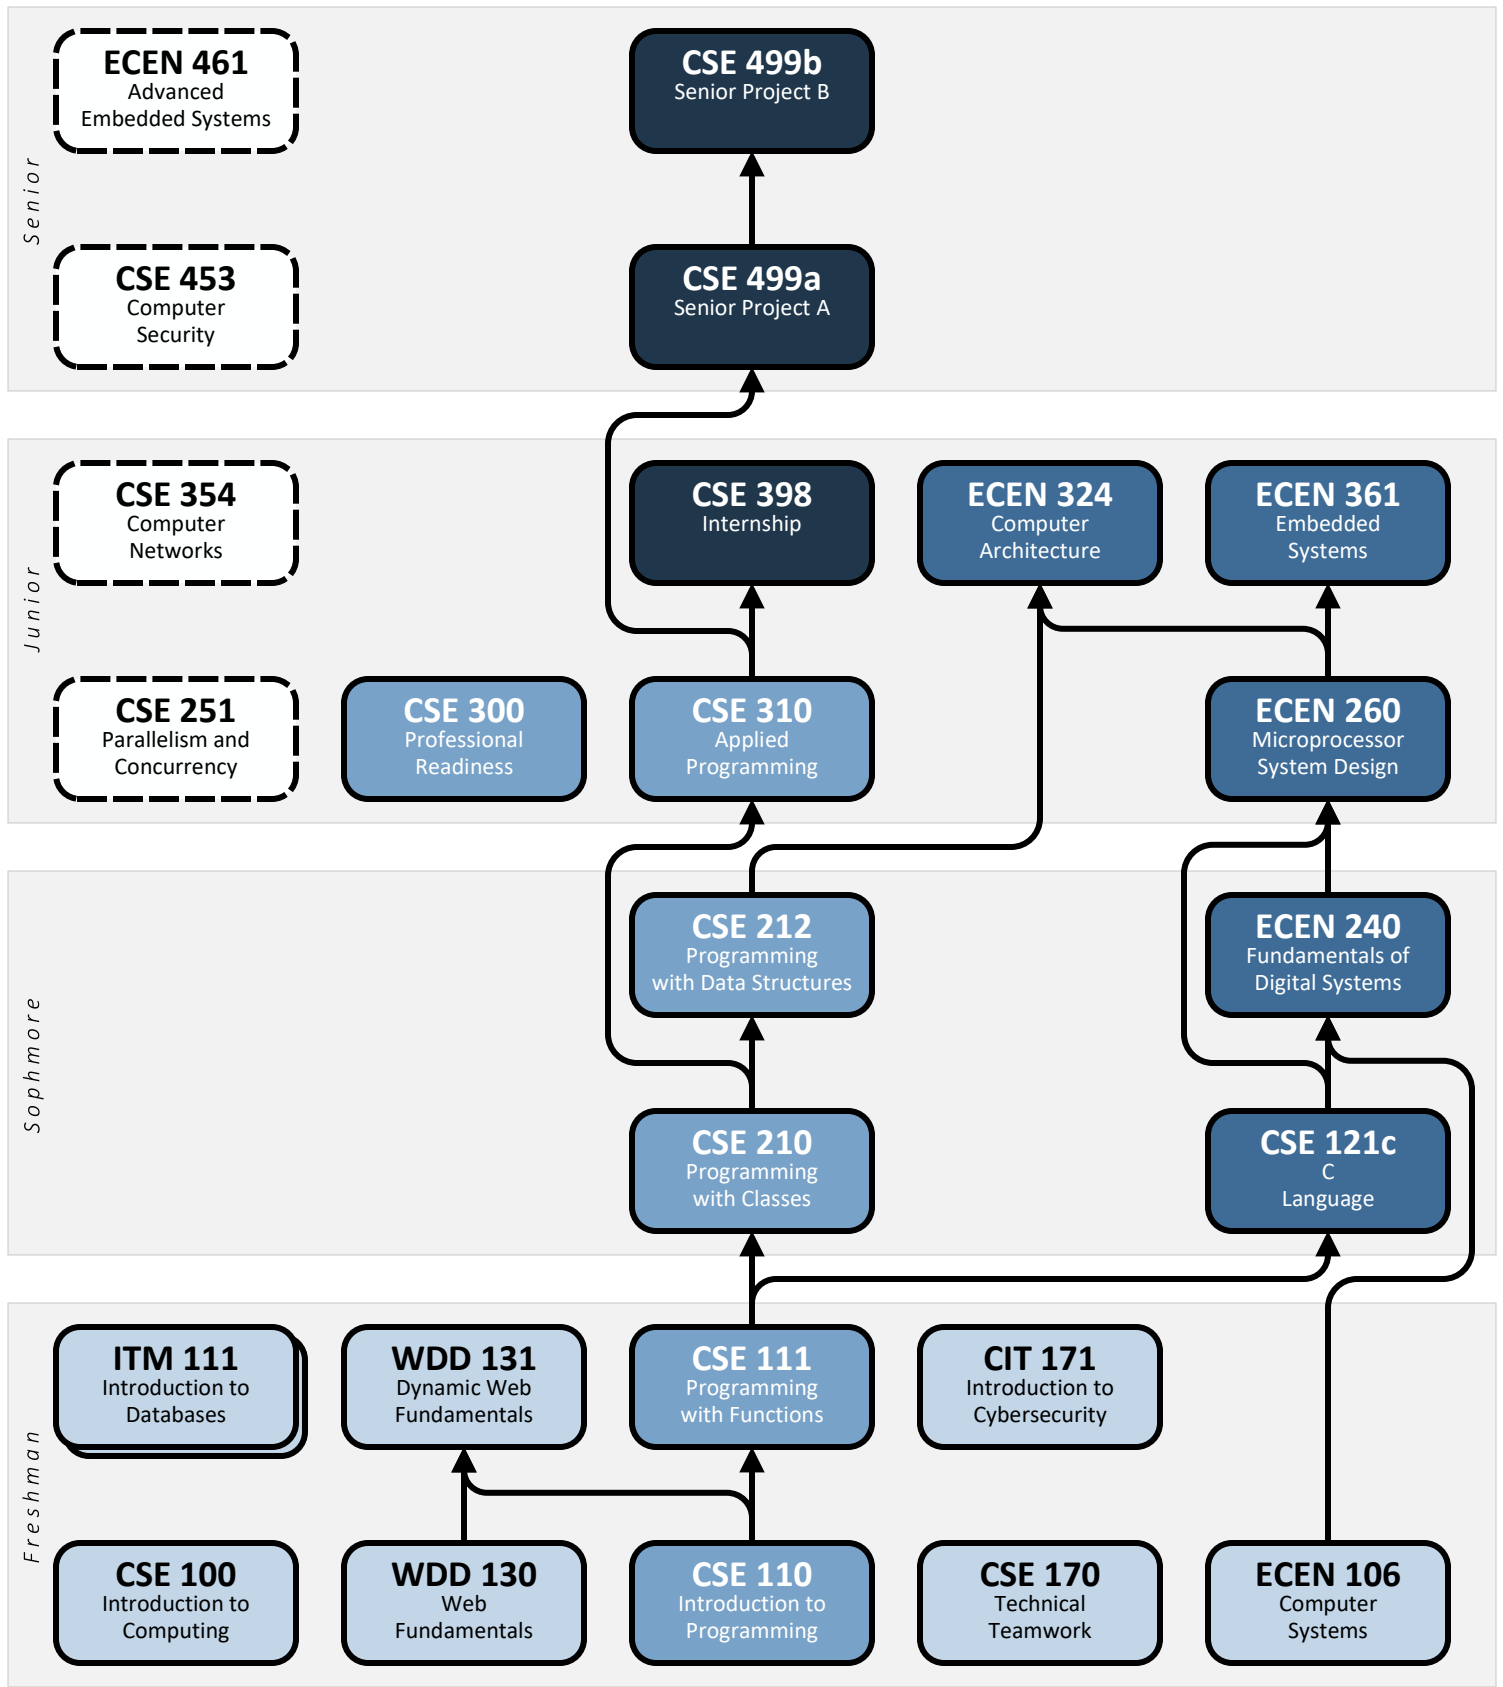 Senior
ECEN 461
Advanced
Embedded Systems
CSE 499b
Senior Project B
CSE 453
Computer
Security
CSE 499a
Senior Project A
Junior
CSE 354
Computer
Networks
CSE 398
Internship
ECEN 324
Computer
Architecture
ECEN 361
Embedded
Systems
CSE 251
Parallelism and
Concurrency
CSE 300
Professional
Readiness
CSE 310
Applied
Programming
ECEN 260
Microprocessor
System Design
Sophmore
CSE 212
Programming
with Data Structures
ECEN 240
Fundamentals of
Digital Systems
CSE 210
Programming
with Classes
CSE 121c
C
Language
Freshman
ITM 111
Introduction to
Databases
WDD 131
Dynamic Web
Fundamentals
CSE 111
Programming
with Functions
CIT 171
Introduction to
Cybersecurity
CSE 100
Introduction to
Computing
WDD 130
Web
Fundamentals
CSE 110
Introduction to
Programming
CSE 170
Technical
Teamwork
ECEN 106
Computer
Systems